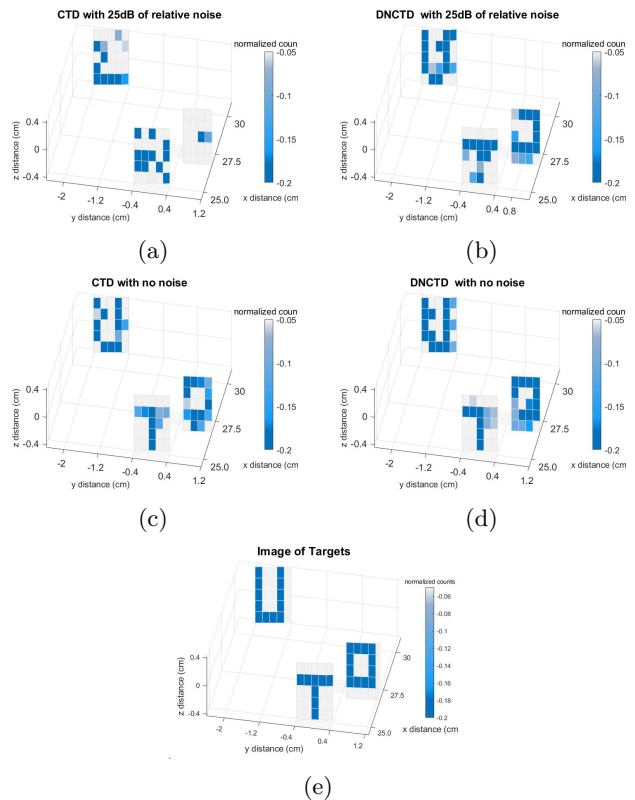 CTD with 25dB of relative noise
DNCTD with 25dB of relative noise
normalized coun
-0.05
-0.1
-0.15
-0.2
0.4
0
-0.4
z distance (cm)
-2
-1.2
-0.4
0.4
1.2
y distance (cm)
30
27.5
25.0
x distance (cm
normalized coun
-0.05
-0.1
-0.15
-0.2
0.4
0
-0.4
z distance (cm)
-2
-1.2
-0.4
0.4
0.8
y distance (cm)
30
27.5
25.0
x distance (cm
(a)
(b)
CTD with no noise
DNCTD with no noise
normalized coun
-0.05
-0.1
-0.15
-0.2
0.4
0
-0.4
z distance (cm)
-2
-1.2
-0.4
0.4
1.2
y distance (cm)
30
27.5
25.0
x distance (cm
normalized coun
-0.05
-0.1
-0.15
-0.2
0.4
0
-0.4
z distance (cm)
-2
-1.2
-0.4
0.4
1.2
y distance (cm)
30
27.5
25.0
x distance (cm
(c)
(d)
Image of Targets
normalized counts
-0.06
-0.08
-0.1
-0.12
-0.14
-0.16
-0.18
-0.2
0.4
0
-0.4
z distance (cm)
-2
-1.2
-0.4
0.4
1.2
y distance (cm)
30
27.5
25.0
x distance (cm)
(e)